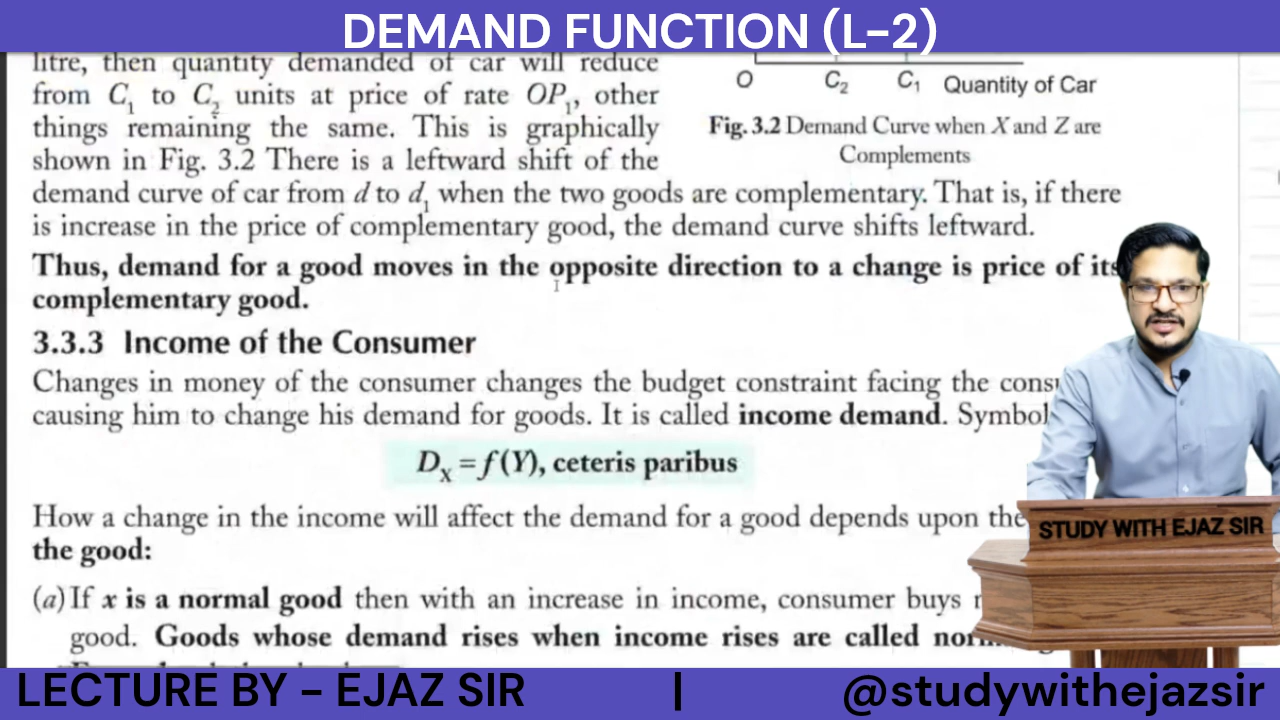 DEMAND FUNCTION (L-2)
litre, then quantity demanded of car will reduce
from C₁ to C₂ units at price of rate OP₁, other
things remaining the same. This is graphically
shown in Fig. 3.2 There is a leftward shift of the
demand curve of car from d to d₁ when the two goods are complementary. That is, if there
is increase in the price of complementary good, the demand curve shifts leftward.
O C₂ C₁ Quantity of Car
Fig. 3.2 Demand Curve when X and Z are
Complements
Thus, demand for a good moves in the opposite direction to a change is price of its
complementary good.
3.3.3 Income of the Consumer
Changes in money of the consumer changes the budget constraint facing the
causing him to change his demand for goods. It is called income demand.
Dₓ = f (Y), ceteris paribus
How a change in the income will affect the demand for a good depends upon the
the good:
(a) If x is a normal good then with an increase in income, consumer buys
good. Goods whose demand rises when income rises are called
STUDY WITH EJAZ SIR
LECTURE BY - EJAZ SIR | @studywithejazsir